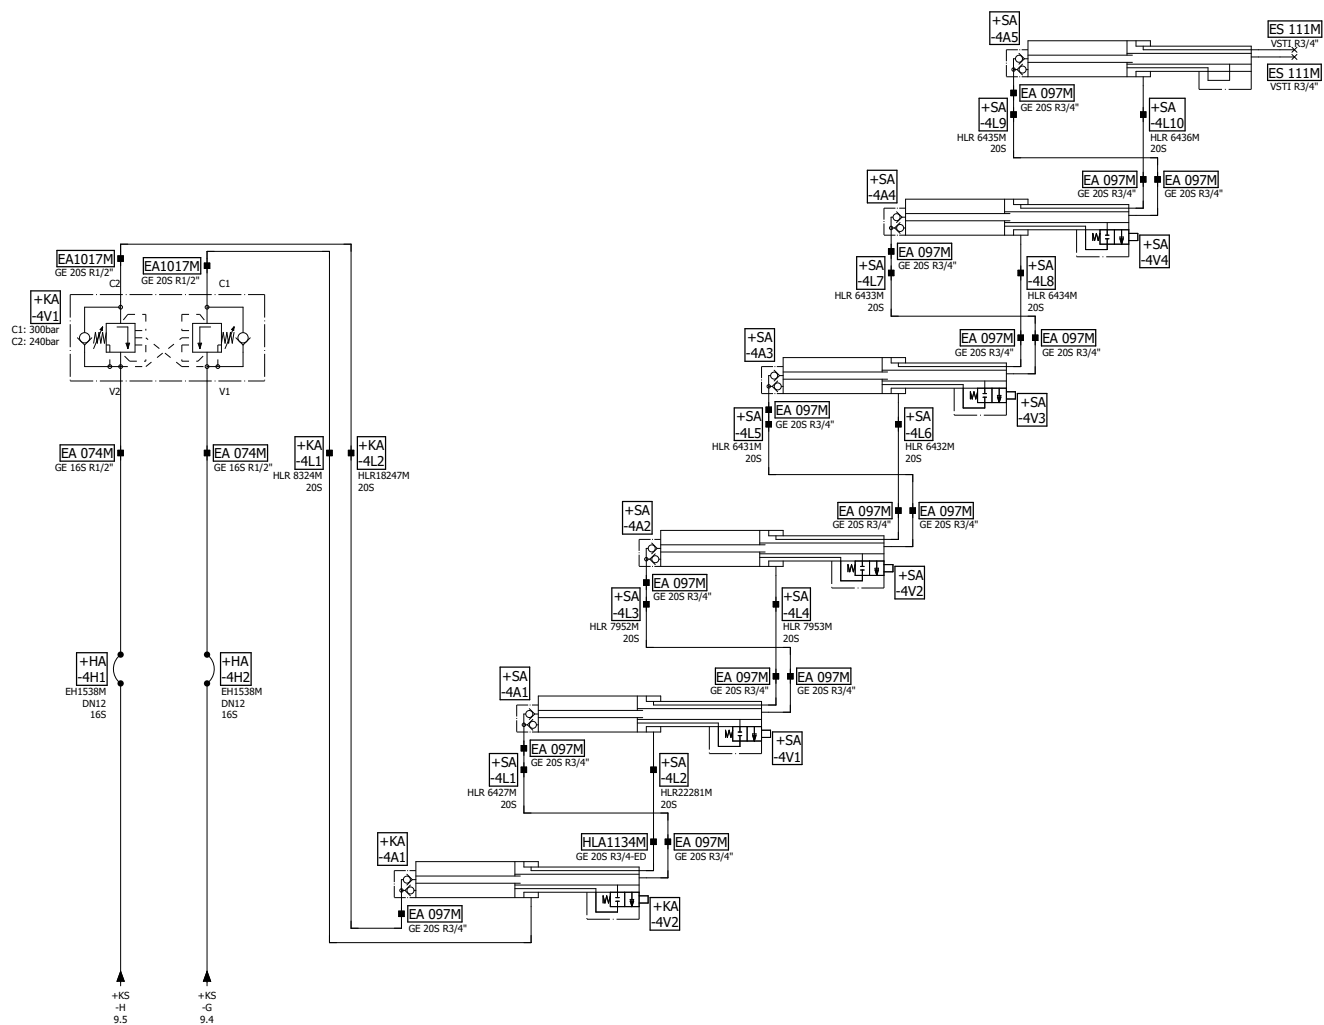 +SA
-4A5
ES 111M
VSTI R3/4"
ES 111M
VSTI R3/4"
EA 097M
GE 20S R3/4"
+SA
-4L9
HLR 6435M
20S
+SA
-4L10
HLR 6436M
20S
EA 097M
GE 20S R3/4"
EA 097M
GE 20S R3/4"
+SA
-4A4
+SA
-4V4
EA 097M
GE 20S R3/4"
+SA
-4L7
HLR 6433M
20S
+SA
-4L8
HLR 6434M
20S
EA 097M
GE 20S R3/4"
EA 097M
GE 20S R3/4"
+SA
-4A3
+SA
-4V3
EA 097M
GE 20S R3/4"
+SA
-4L5
HLR 6431M
20S
+SA
-4L6
HLR 6432M
20S
EA 097M
GE 20S R3/4"
EA 097M
GE 20S R3/4"
+SA
-4A2
+SA
-4V2
EA 097M
GE 20S R3/4"
+SA
-4L3
HLR 7952M
20S
+SA
-4L4
HLR 7953M
20S
EA 097M
GE 20S R3/4"
EA 097M
GE 20S R3/4"
+SA
-4A1
+SA
-4V1
EA 097M
GE 20S R3/4"
+SA
-4L1
HLR 6427M
20S
+SA
-4L2
HLR22281M
20S
HLA1134M
GE 20S R3/4-ED
EA 097M
GE 20S R3/4"
+KA
-4A1
+KA
-4V2
EA 097M
GE 20S R3/4"
EA1017M
GE 20S R1/2"
C2
EA1017M
GE 20S R1/2"
C1
+KA
-4V1
C1: 300bar
C2: 240bar
V2
V1
EA 074M
GE 16S R1/2"
EA 074M
GE 16S R1/2"
+KA
-4L1
HLR 8324M
20S
+KA
-4L2
HLR18247M
20S
+HA
-4H1
EH1538M
DN12
16S
+HA
-4H2
EH1538M
DN12
16S
+KS
-H
9.5
+KS
-G
9.4